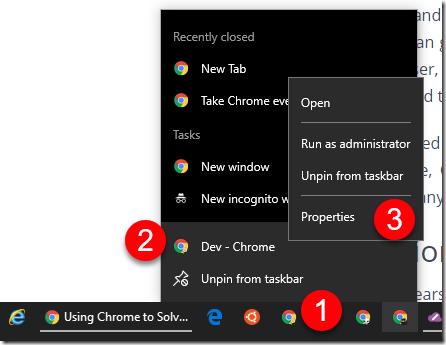 Recently closed
New Tab
Take Chrome eve
Tasks
New window
New incognito w
Dev - Chrome
Unpin from taskbar
Open
Run as administrator
Unpin from taskbar
Properties
1
2
3
Using Chrome to Solv...
and